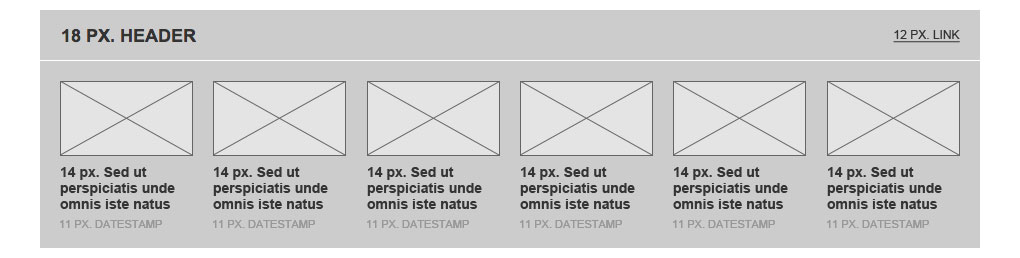 18 PX. HEADER
12 PX. LINK
14 px. Sed ut
perspiciatis unde
omnis iste natus
11 PX. DATESTAMP
14 px. Sed ut
perspiciatis unde
omnis iste natus
11 PX. DATESTAMP
14 px. Sed ut
perspiciatis unde
omnis iste natus
11 PX. DATESTAMP
14 px. Sed ut
perspiciatis unde
omnis iste natus
11 PX. DATESTAMP
14 px. Sed ut
perspiciatis unde
omnis iste natus
11 PX. DATESTAMP
14 px. Sed ut
perspiciatis unde
omnis iste natus
11 PX. DATESTAMP